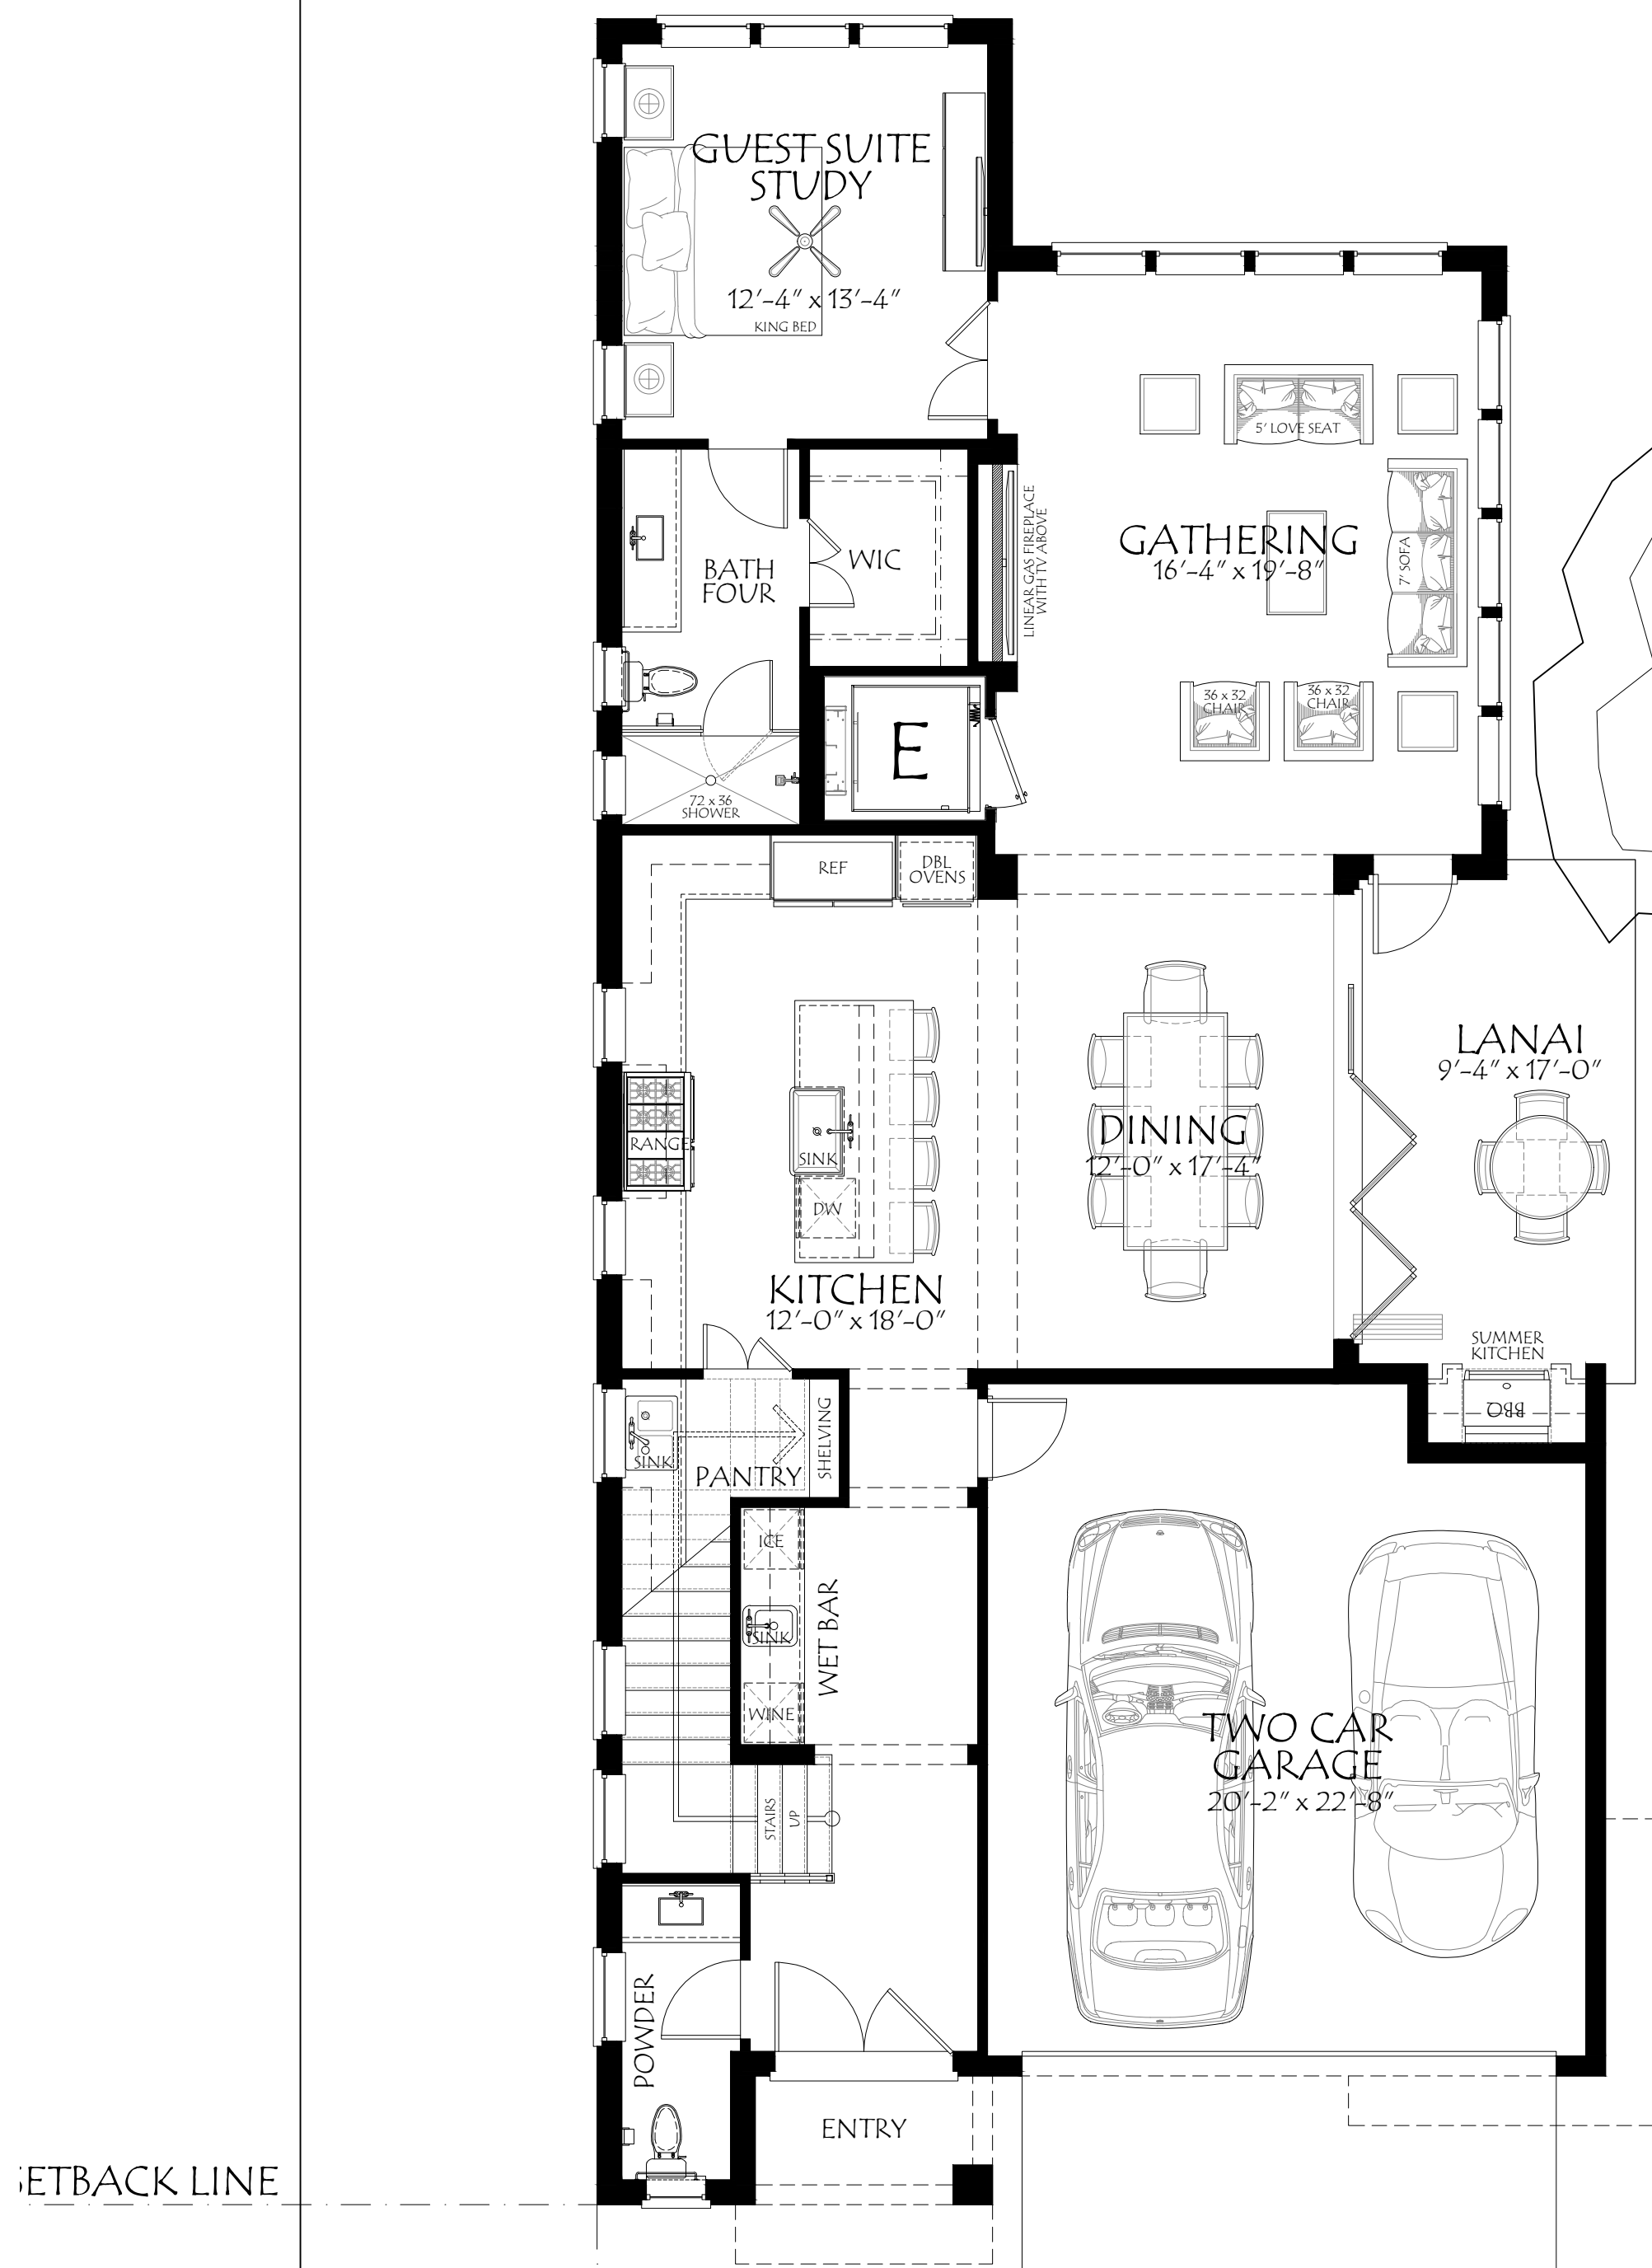 GUEST SUITE
STUDY
12'-4" x 13'-4"
KING BED
5' LOVE SEAT
LINEAR GAS FIREPLACE
WITH TV ABOVE
GATHERING
16'-4" x 19'-8"
7' SOFA
WIC
BATH
FOUR
36 x 32
CHAIR
36 x 32
CHAIR
E
72 x 36
SHOWER
REF
DBL
OVENS
LANAI
9'-4" x 17'-0"
RANGE
SINK
DW
DINING
12'-0" x 17'-4"
KITCHEN
12'-0" x 18'-0"
SUMMER
KITCHEN
BBQ
SINK
PANTRY
SHELVING
ICE
SINK
WINE
WET BAR
TWO CAR
GARAGE
20'-2" x 22'-8"
STAIRS
UP
POWDER
ENTRY
ETBACK LINE